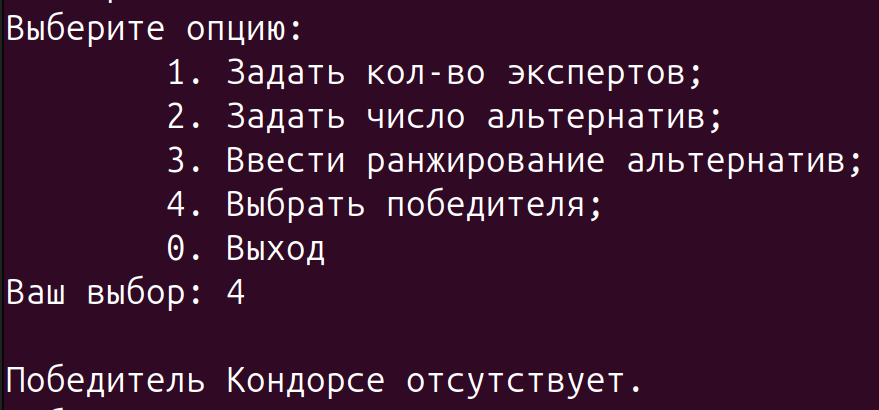 Выберите опцию:
1. Задать кол-во экспертов;
2. Задать число альтернатив;
3. Ввести ранжирование альтернатив;
4. Выбрать победителя;
0. Выход
Ваш выбор: 4
Победитель Кондорсе отсутствует.